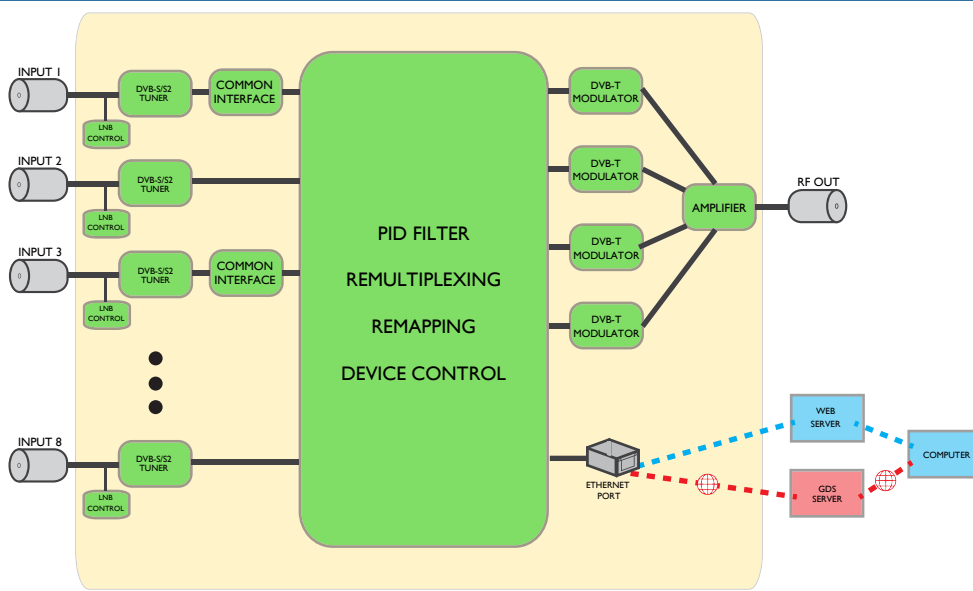 INPUT 1
DVB-S/S2
TUNER
COMMON
INTERFACE
LNB
CONTROL
INPUT 2
DVB-S/S2
TUNER
LNB
CONTROL
INPUT 3
DVB-S/S2
TUNER
COMMON
INTERFACE
LNB
CONTROL
INPUT 8
DVB-S/S2
TUNER
LNB
CONTROL
PID FILTER
REMULTIPLEXING
REMAPPING
DEVICE CONTROL
DVB-T
MODULATOR
DVB-T
MODULATOR
DVB-T
MODULATOR
DVB-T
MODULATOR
AMPLIFIER
RF OUT
ETHERNET
PORT
WEB
SERVER
GDS
SERVER
COMPUTER